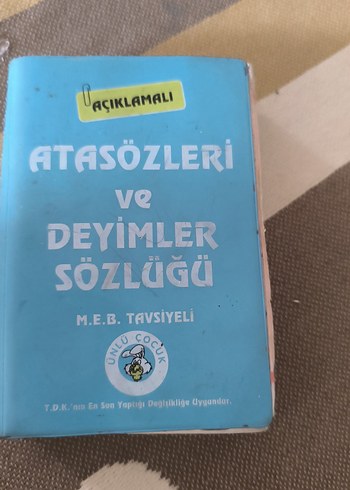 AÇIKLAMALI
ATASÖZLERİ
ve
DEYİMLER
SÖZLÜĞÜ
M.E.B. TAVSİYELİ
ÜNLÜ ÇOCUK
T.D.K.'nın En Son Yaptığı Değişikliğe Uygundur.